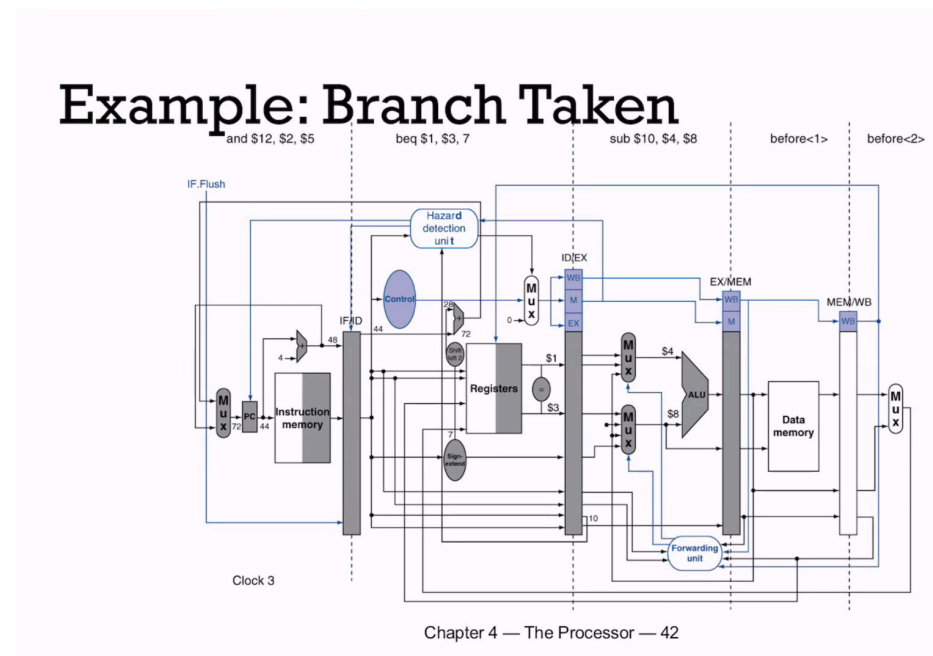 Example: Branch Taken
and $12, $2, $5
beq $1, $3, 7
sub $10, $4, $8
before<1>
before<2>
IF.Flush
Hazard
detection
unit
ID/EX
WB
M
EX
Control
Mux
0
EX/MEM
WB
M
MEM/WB
WB
IF/ID
44
28
+
72
48
+
4
Shift
left 2
Registers
$1
=
$3
Mux
$4
Mux
$8
ALU
Mux
72
PC
44
Instruction
memory
Data
memory
Mux
7
Sign-
extend
10
Forwarding
unit
Clock 3
Chapter 4 — The Processor — 42